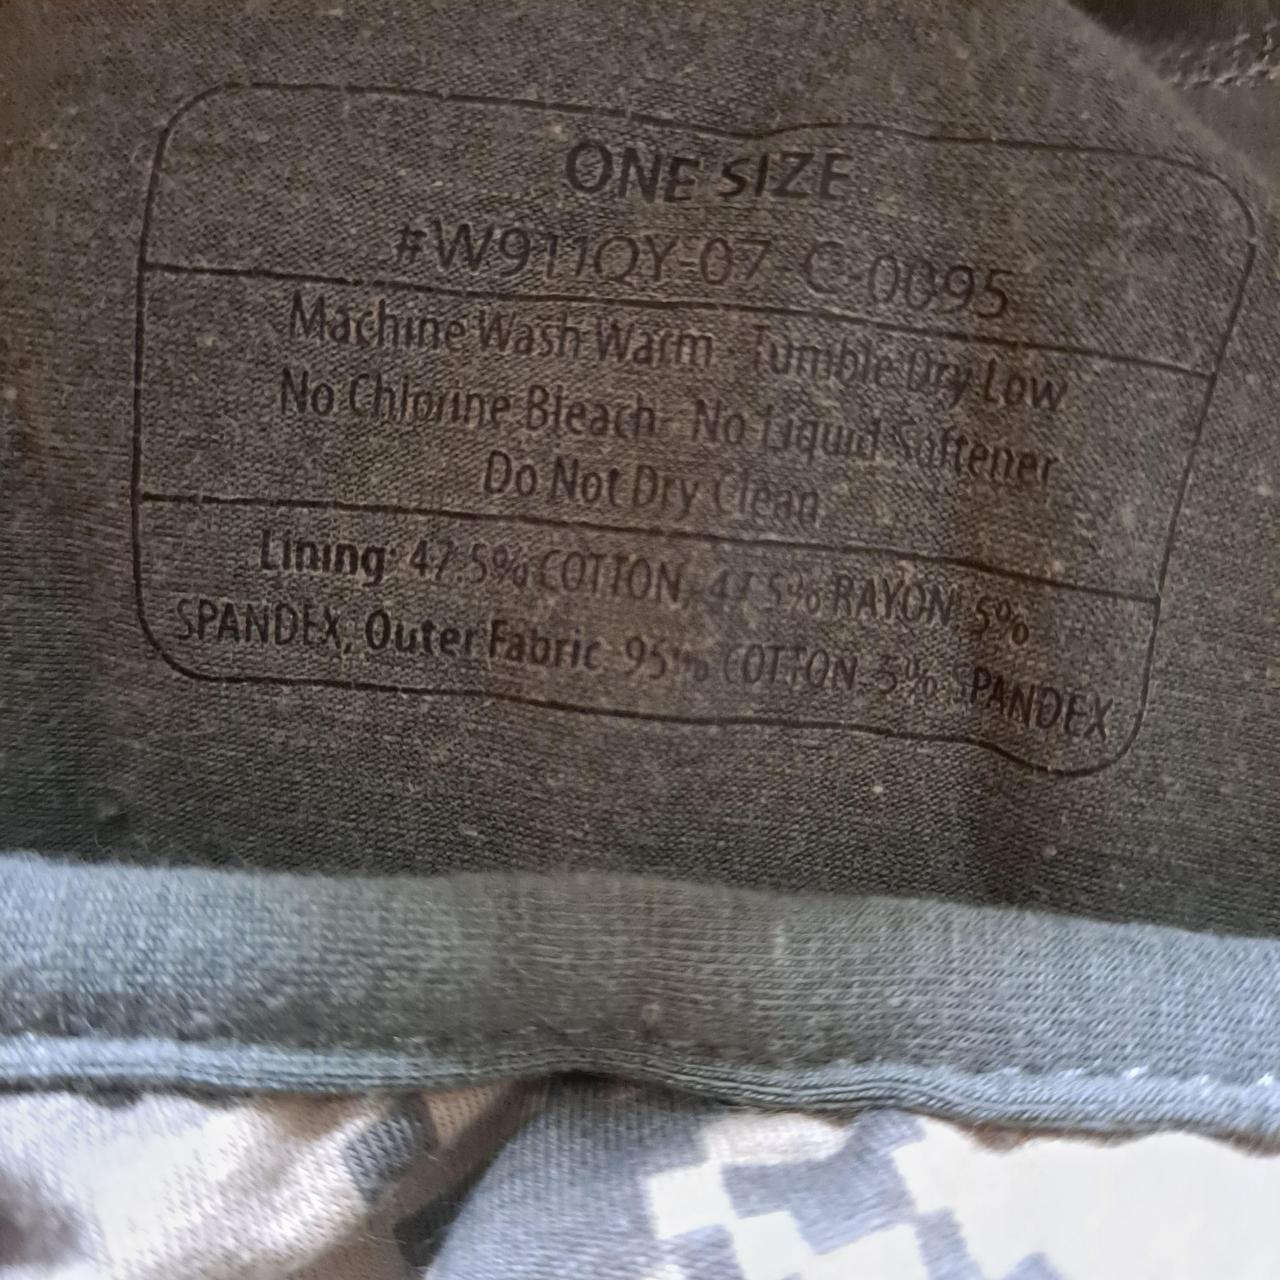 ONE SIZE
#W911QY-07-C-0095
Machine Wash Warm - Tumble Dry Low
No Chlorine Bleach - No Liquid Softener
Do Not Dry Clean
Lining: 47.5% COTTON, 47.5% RAYON, 5%
SPANDEX, Outer Fabric: 95% COTTON 5% SPANDEX